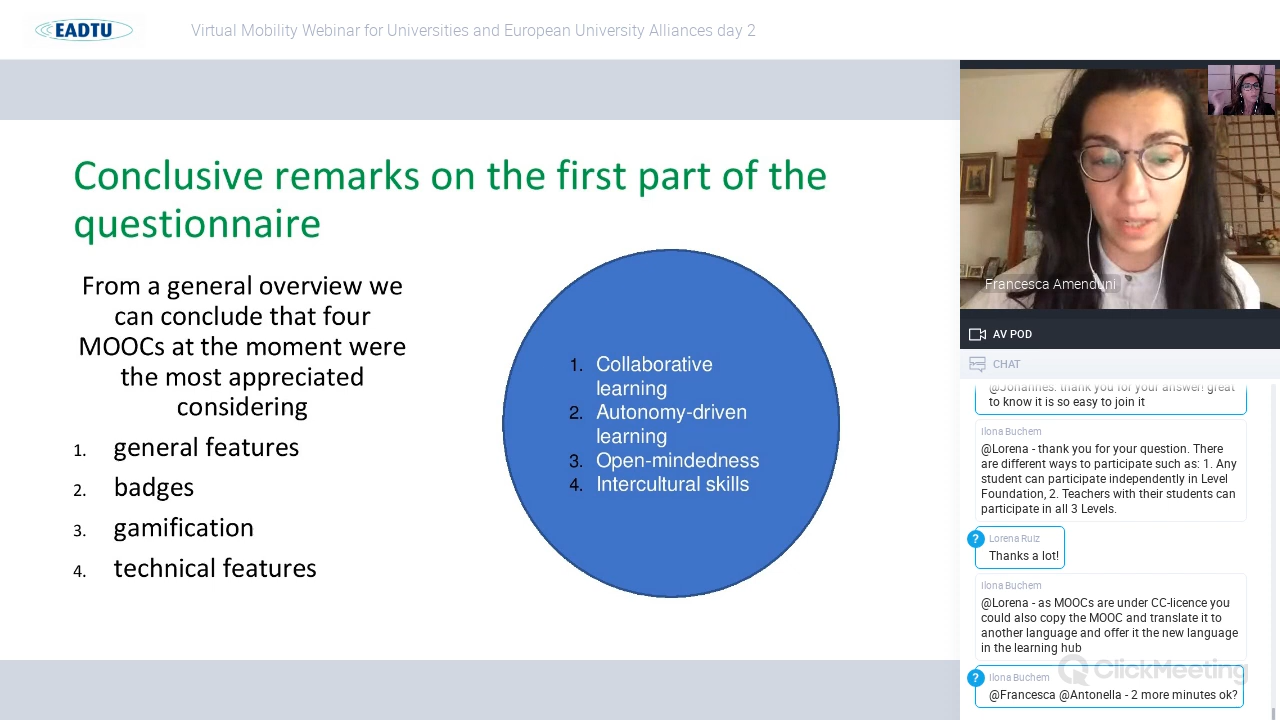 EADTU
Virtual Mobility Webinar for Universities and European University Alliances day 2
Conclusive remarks on the first part of the
questionnaire
From a general overview we
can conclude that four
MOOCs at the moment were
the most appreciated
considering
1. general features
2. badges
3. gamification
4. technical features
1. Collaborative
learning
2. Autonomy-driven
learning
3. Open-mindedness
4. Intercultural skills
Francesca Amenduni
AV POD
CHAT
@Johannes: thank you for your answer! great
to know it is so easy to join it
Ilona Buchem
@Lorena - thank you for your question. There
are different ways to participate such as: 1. Any
student can participate independently in Level
Foundation, 2. Teachers with their students can
participate in all 3 Levels.
?
Lorena Ruiz
Thanks a lot!
Ilona Buchem
@Lorena - as MOOCs are under CC-licence you
could also copy the MOOC and translate it to
another language and offer it the new language
in the learning hub
ClickMeeting
?
Ilona Buchem
@Francesca @Antonella - 2 more minutes ok?